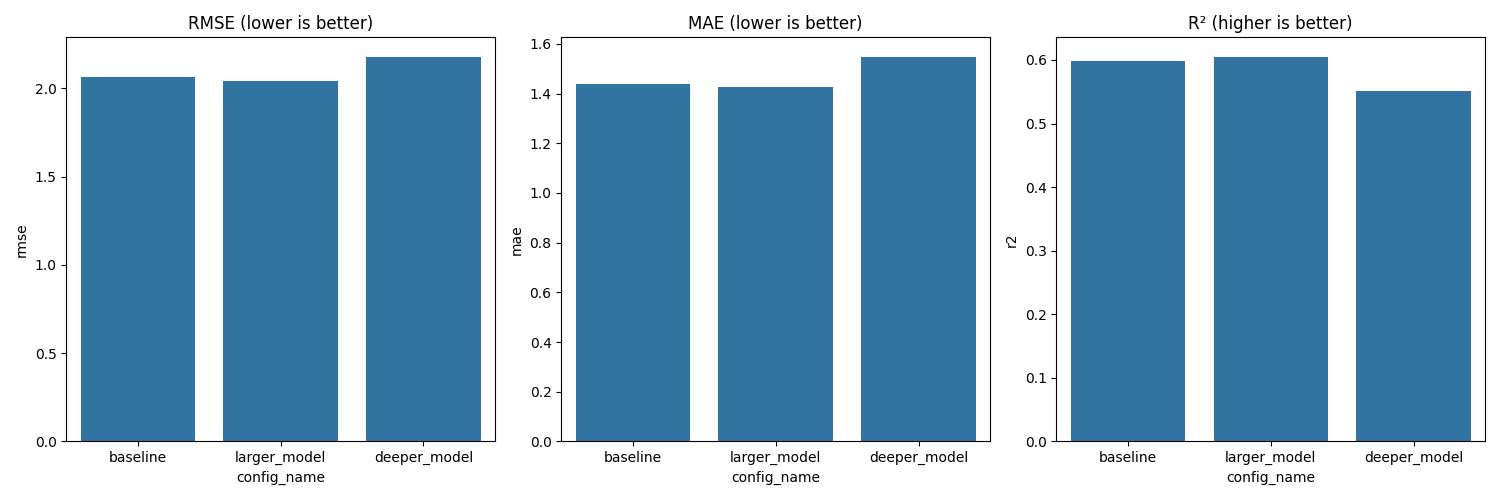 RMSE (lower is better)
rmse
2.0
1.5
1.0
0.5
0.0
baseline larger_model deeper_model
config_name
MAE (lower is better)
mae
1.6
1.4
1.2
1.0
0.8
0.6
0.4
0.2
0.0
baseline larger_model deeper_model
config_name
R² (higher is better)
r2
0.6
0.5
0.4
0.3
0.2
0.1
0.0
baseline larger_model deeper_model
config_name